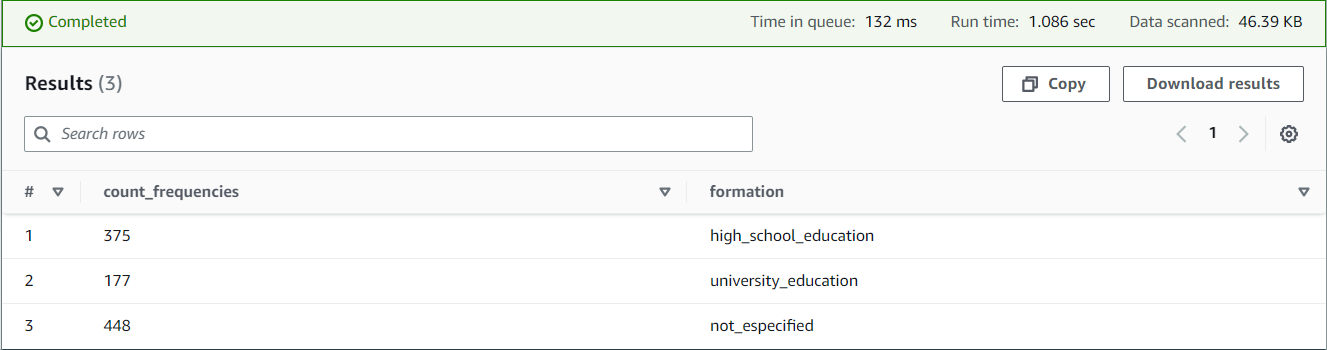 Completed Time in queue: 132 ms Run time: 1.086 sec Data scanned: 46.39 KB
Results (3) Copy Download results
Search rows 1
# count_frequencies formation
1 375 high_school_education
2 177 university_education
3 448 not_especified